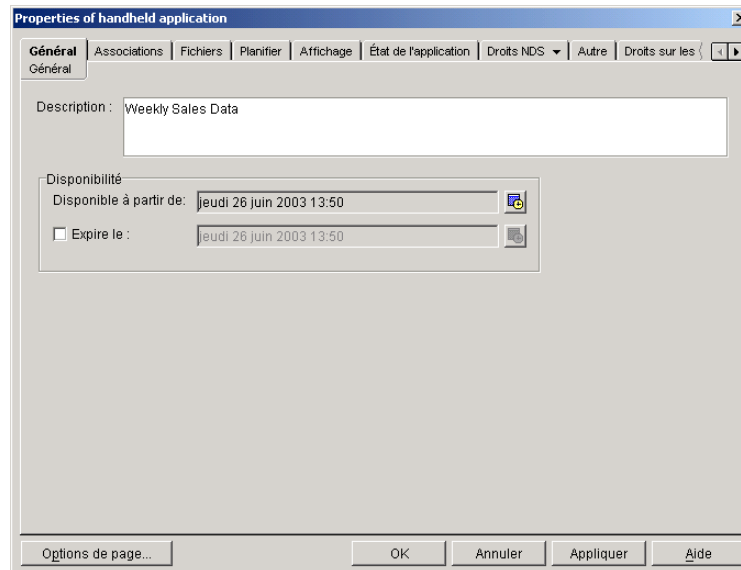 Properties of handheld application
Général Associations Fichiers Planifier Affichage État de l'application Droits NDS Autre Droits sur les
Général
Description : Weekly Sales Data
Disponibilité
Disponible à partir de: jeudi 26 juin 2003 13:50
Expire le : jeudi 26 juin 2003 13:50
Options de page... OK Annuler Appliquer Aide